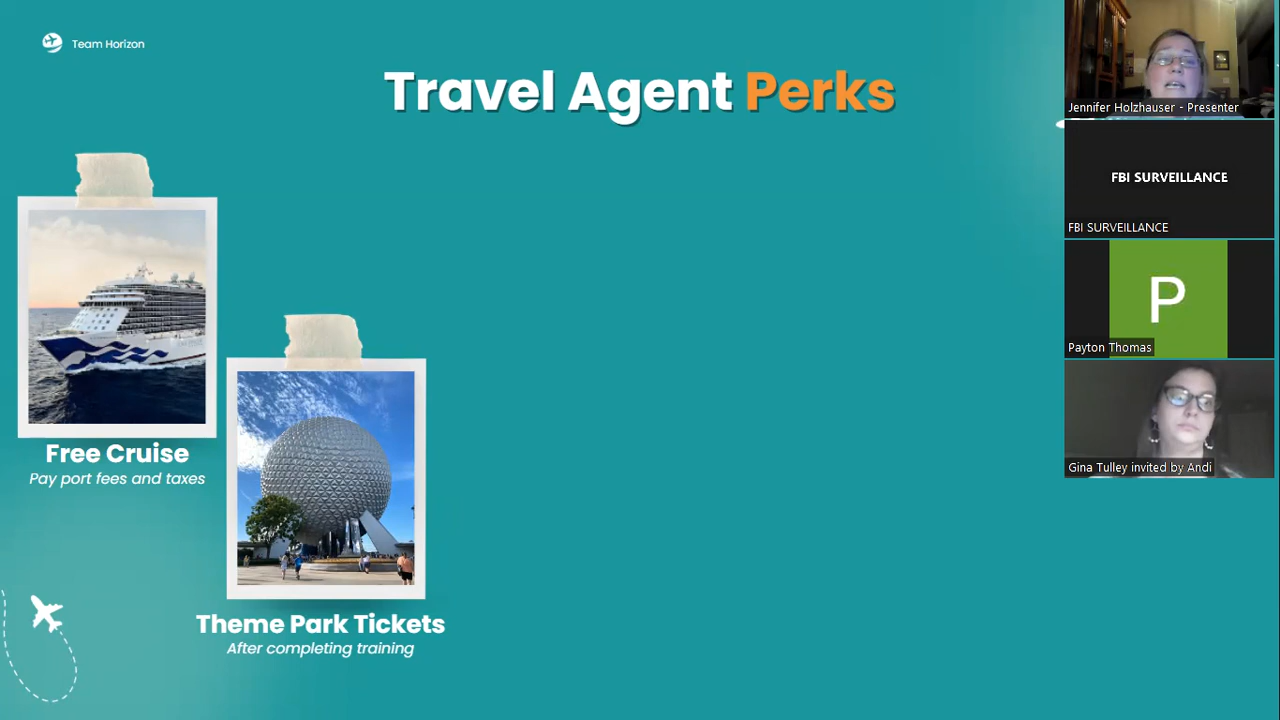 Team Horizon
Travel Agent Perks
Free Cruise
Pay port fees and taxes
Theme Park Tickets
After completing training
Jennifer Holzhauser - Presenter
FBI SURVEILLANCE
FBI SURVEILLANCE
P
Payton Thomas
Gina Tulley invited by Andi